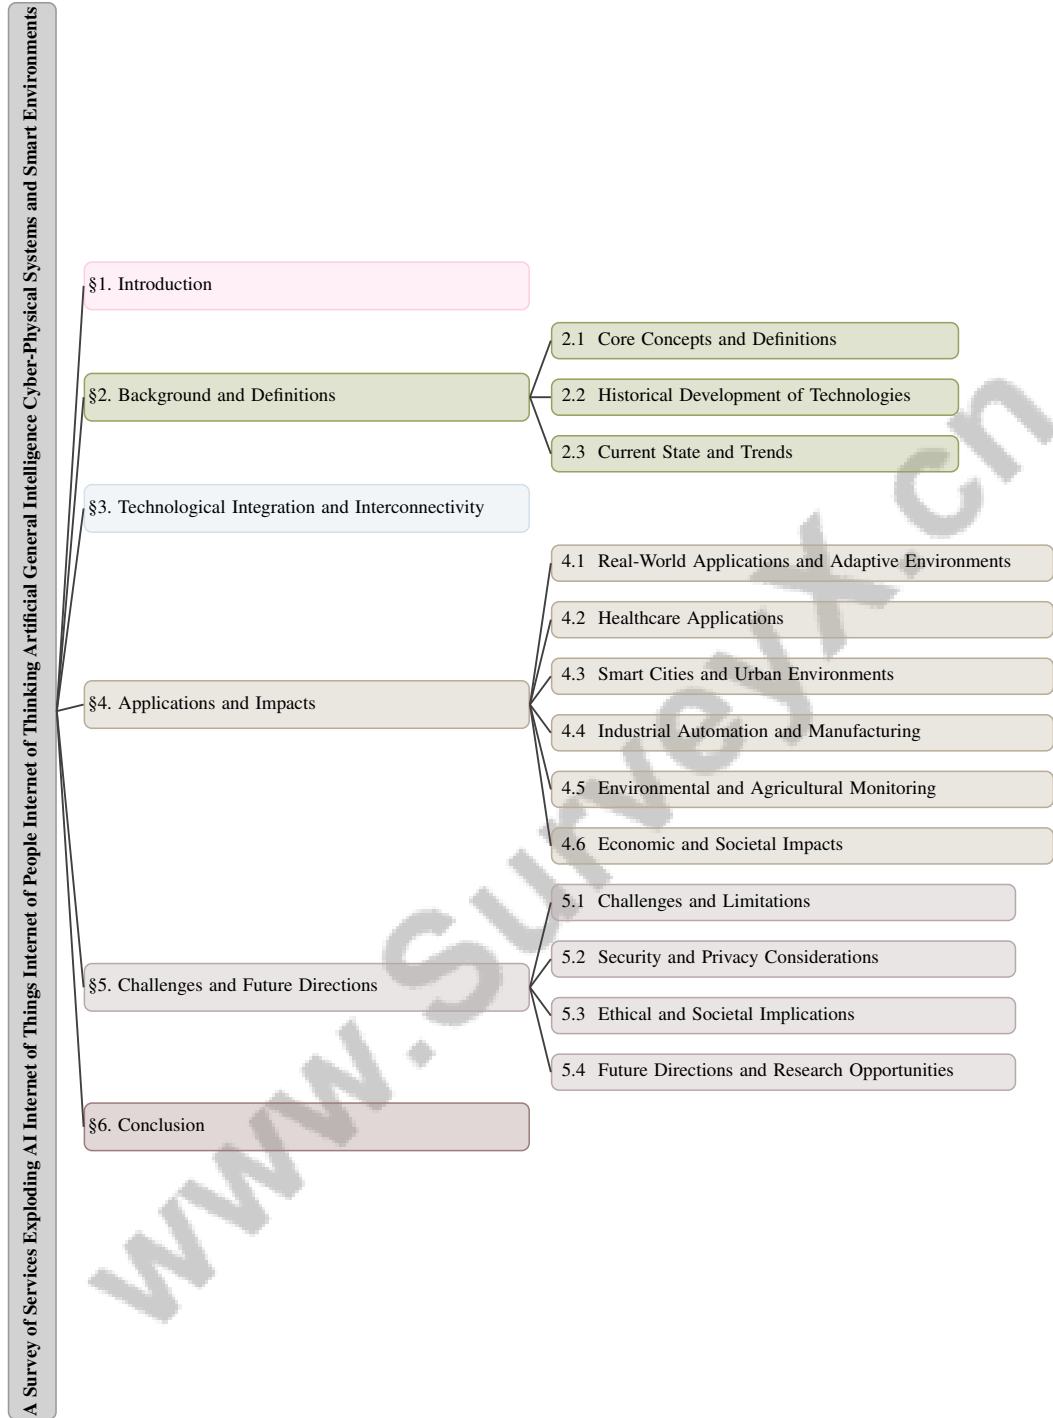 A Survey of Services Exploding AI Internet of Things Internet of People Internet of Thinking Artificial General Intelligence Cyber-Physical Systems and Smart Environments
§1. Introduction
§2. Background and Definitions
2.1 Core Concepts and Definitions
2.2 Historical Development of Technologies
2.3 Current State and Trends
§3. Technological Integration and Interconnectivity
§4. Applications and Impacts
4.1 Real-World Applications and Adaptive Environments
4.2 Healthcare Applications
4.3 Smart Cities and Urban Environments
4.4 Industrial Automation and Manufacturing
4.5 Environmental and Agricultural Monitoring
4.6 Economic and Societal Impacts
§5. Challenges and Future Directions
5.1 Challenges and Limitations
5.2 Security and Privacy Considerations
5.3 Ethical and Societal Implications
5.4 Future Directions and Research Opportunities
§6. Conclusion
www.SurveyX.cn